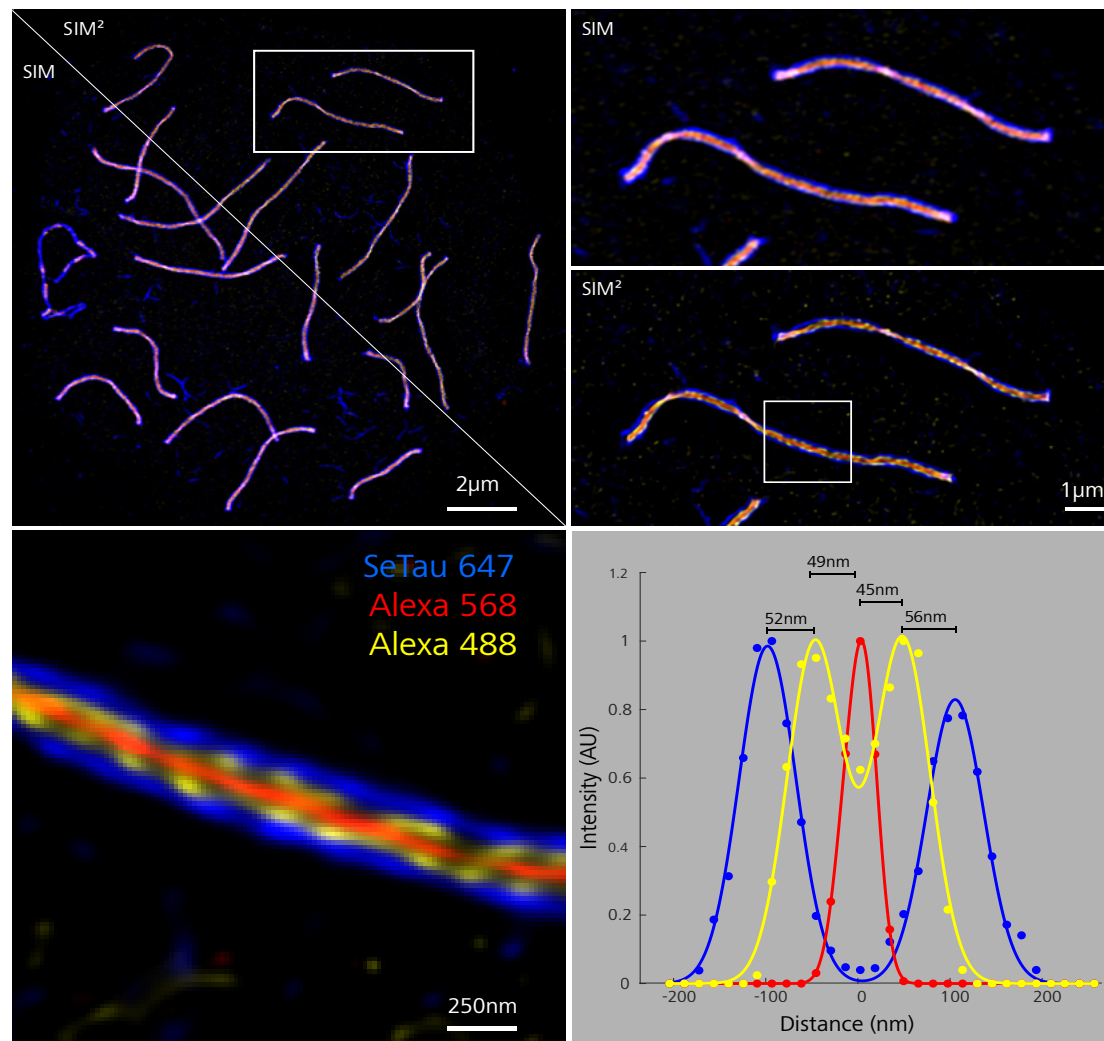 SIM²
SIM
2µm
SIM
SIM²
1µm
SeTau 647
Alexa 568
Alexa 488
250nm
49nm
45nm
52nm
56nm
1.2
1
0.8
0.6
0.4
0.2
0
Intensity (AU)
-200
-100
0
100
200
Distance (nm)